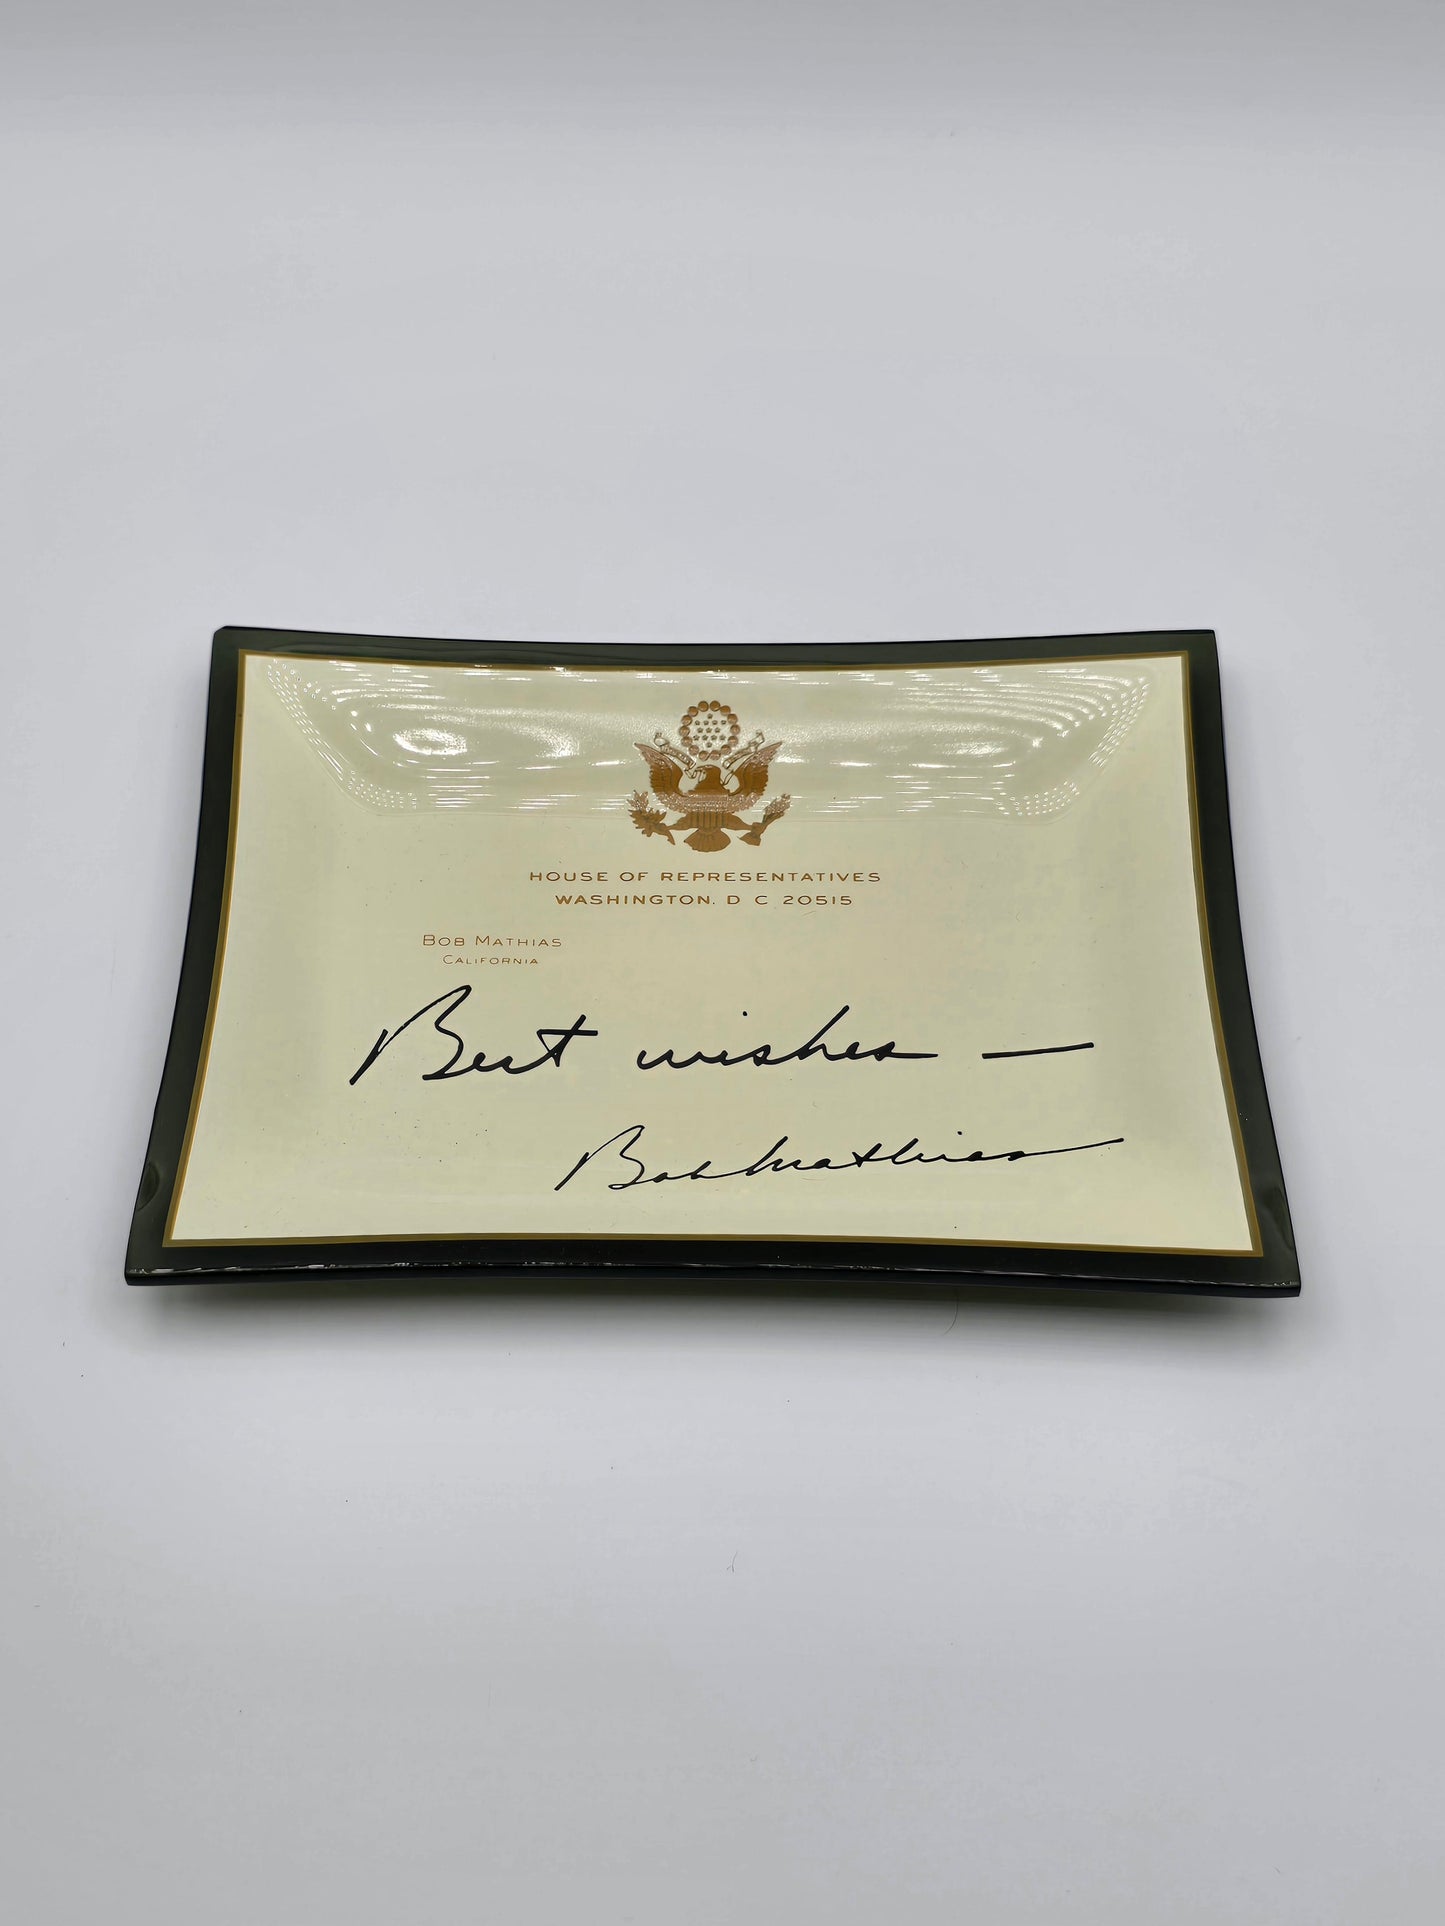 HOUSE OF REPRESENTATIVES
WASHINGTON, D C 20515
BOB MATHIAS
CALIFORNIA
Best wishes —
Bob Mathias